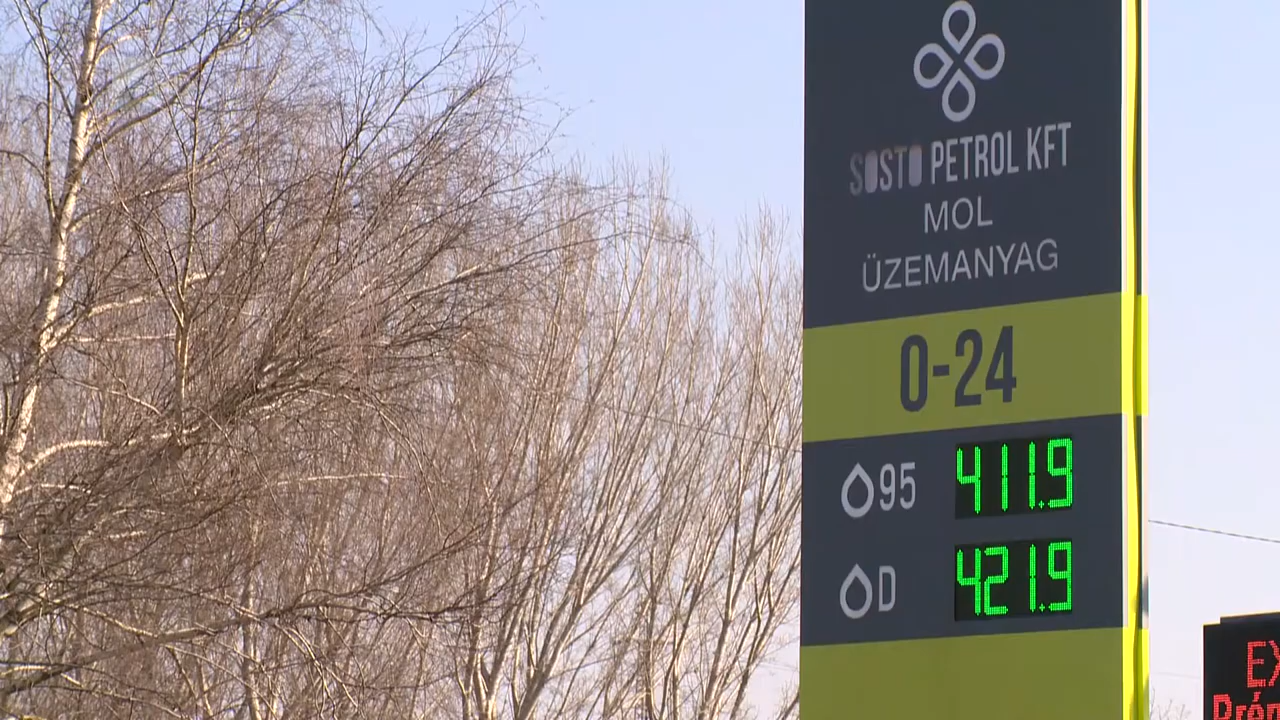 SOSTO PETROL KFT
MOL
ÜZEMANYAG
0-24
95 411.9
D 421.9